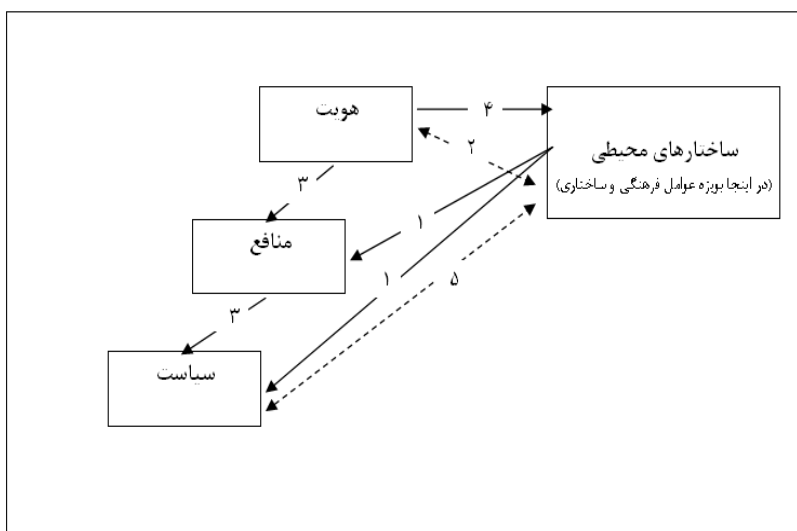 هویت
۴
ساختارهای محیطی
(در اینجا بویژه عوامل فرهنگی و ساختاری)
۲
۳
منافع
۱
۱
۵
۳
سیاست